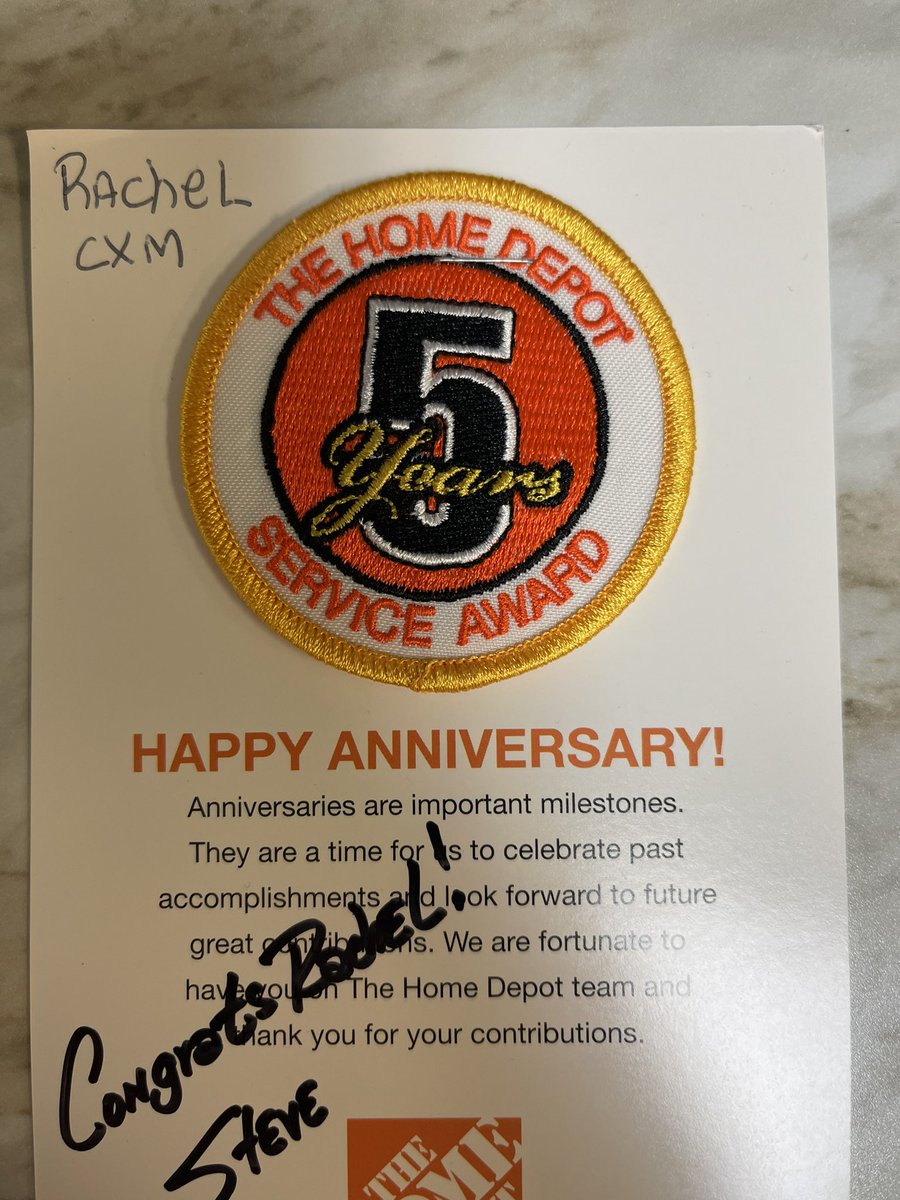 Rachel
CXM
THE HOME DEPOT
5
Years
SERVICE AWARD
HAPPY ANNIVERSARY!
Anniversaries are important milestones.
They are a time for us to celebrate past
accomplishments and look forward to future
great contributions. We are fortunate to
have you on The Home Depot team and
thank you for your contributions.
Congrats Rachel!
Steve
THE
HOME